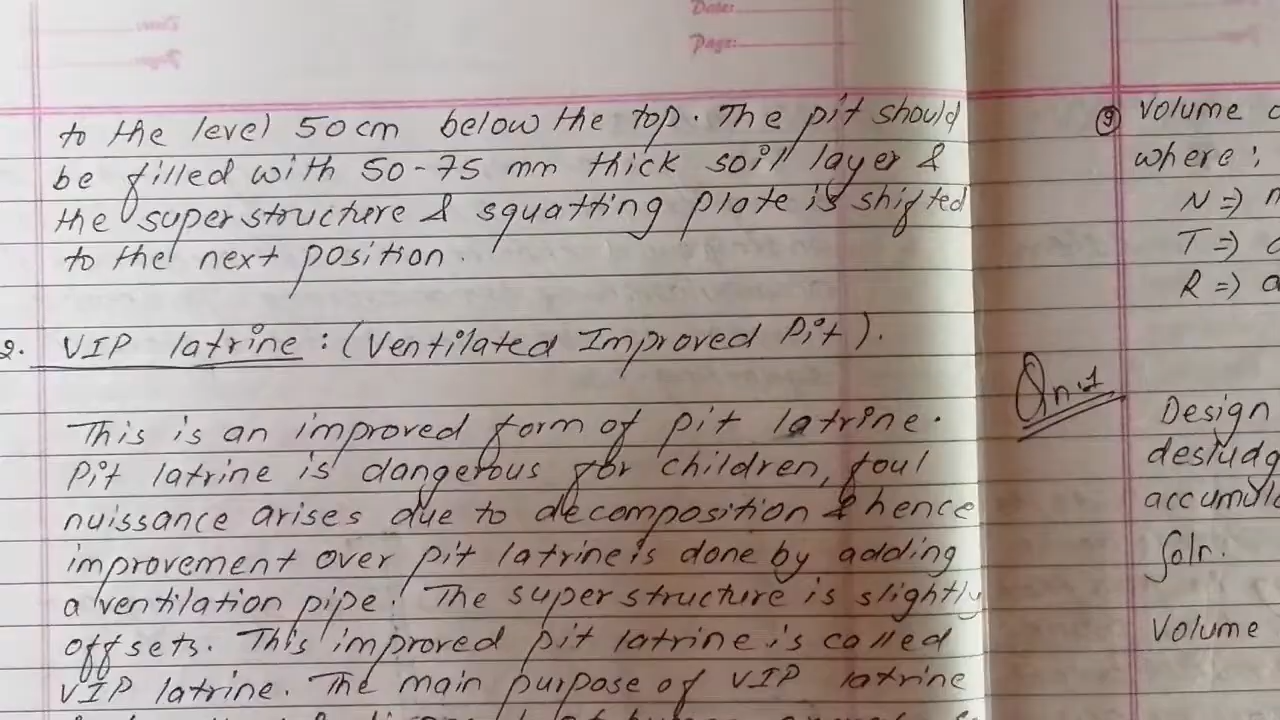 Date:
Page:
to the level 50cm below the top. The pit should
be filled with 50-75 mm thick soil layer &
the superstructure & squatting plate is shifted
to the next position.
2. VIP latrine : (Ventilated Improved Pit).
This is an improved form of pit latrine.
Pit latrine is dangerous for children, foul
nuissance arises due to decomposition & hence
improvement over pit latrine is done by adding
a ventilation pipe. The superstructure is slightly
offsets. This improved pit latrine is called
VIP latrine. The main purpose of VIP latrine
9 Volume
where :
N =>
T =>
R =>
Qn.1
Design
desludg
accumula
Soln.
Volume